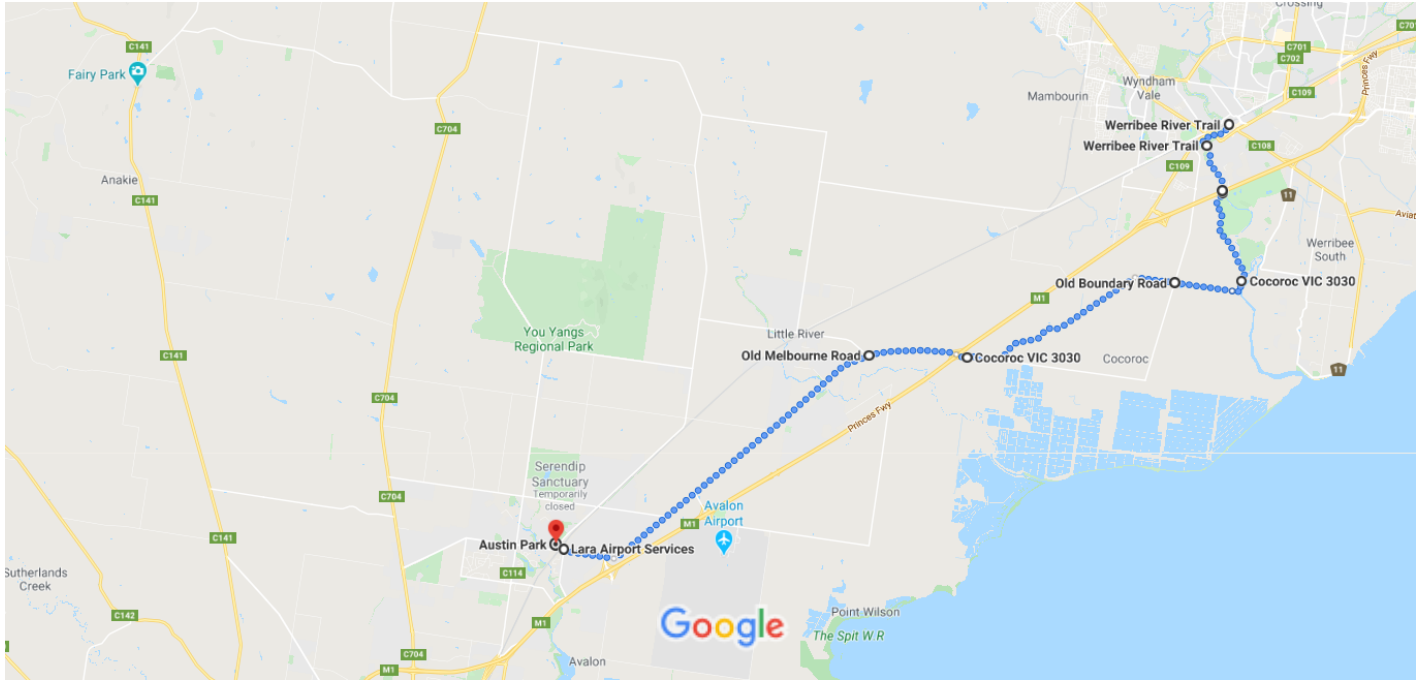 Crossing
C141
C701
C701
C702
Fairy Park
Princes Fwy
Wyndham
Vale
C109
Mambourin
C704
Werribee River Trail
Werribee River Trail
C108
C109
Anakie
C141
11
Aviat
Werribee
South
Old Boundary Road
Cocoroc VIC 3030
M1
You Yangs
Regional Park
Little River
Old Melbourne Road
Cocoroc VIC 3030
Cocoroc
C141
11
C704
Princes Fwy
Serendip
Sanctuary
Temporarily
closed
C704
Avalon
Airport
M1
C141
Austin Park
Lara Airport Services
C114
Sutherlands
Creek
Google
Point Wilson
C142
M1
The Spit W R
C704
Avalon
M1